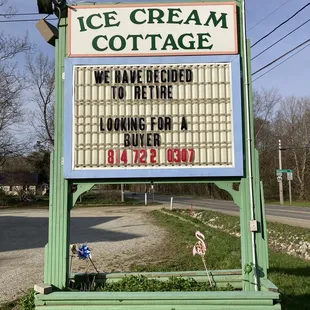 ICE CREAM
COTTAGE
WE HAVE DECIDED
TO RETIRE
LOOKING FOR A
BUYER
814 722 0307